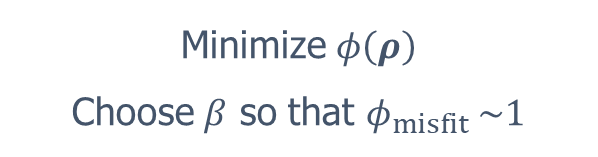 Minimize 𝜙(𝝆)
Choose 𝛽 so that 𝜙misfit ~1